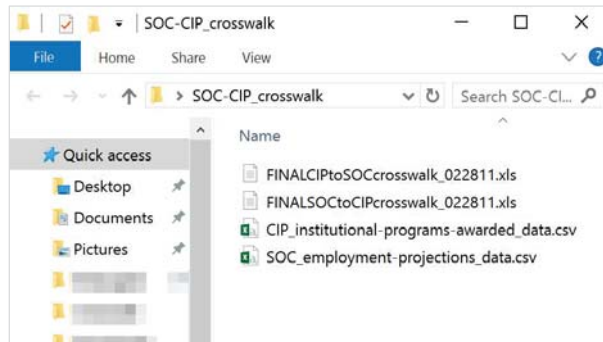 SOC-CIP_crosswalk
File Home Share View
SOC-CIP_crosswalk Search SOC-CI...
Name
Quick access
Desktop
Documents
Pictures
FINALCIPtoSOCcrosswalk_022811.xls
FINALSOCtoCIPcrosswalk_022811.xls
CIP_institutional-programs-awarded_data.csv
SOC_employment-projections_data.csv